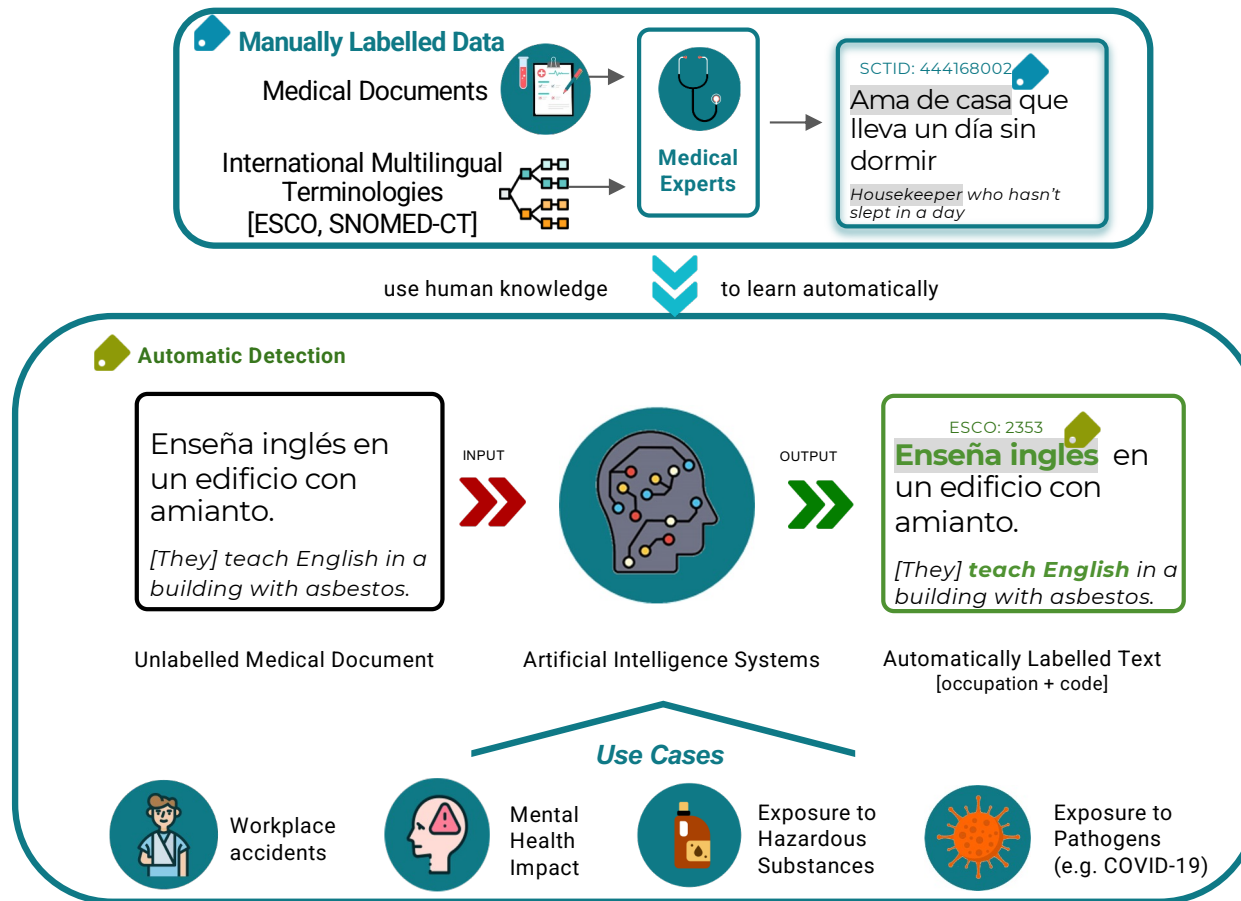 Manually Labelled Data
Medical Documents
International Multilingual
Terminologies
[ESCO, SNOMED-CT]
Medical
Experts
SCTID: 444168002
Ama de casa que
lleva un día sin
dormir
Housekeeper who hasn't
slept in a day
use human knowledge
to learn automatically
Automatic Detection
Enseña inglés en
un edificio con
amianto.
[They] teach English in a
building with asbestos.
INPUT
OUTPUT
ESCO: 2353
Enseña inglés en
un edificio con
amianto.
[They] teach English in a
building with asbestos.
Unlabelled Medical Document
Artificial Intelligence Systems
Automatically Labelled Text
[occupation + code]
Use Cases
Workplace
accidents
Mental
Health
Impact
Exposure to
Hazardous
Substances
Exposure to
Pathogens
(e.g. COVID-19)